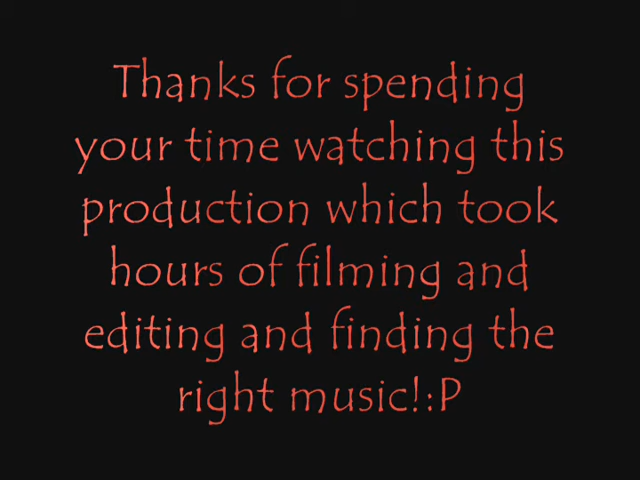 Thanks for spending
your time watching this
production which took
hours of filming and
editing and finding the
right music!:P